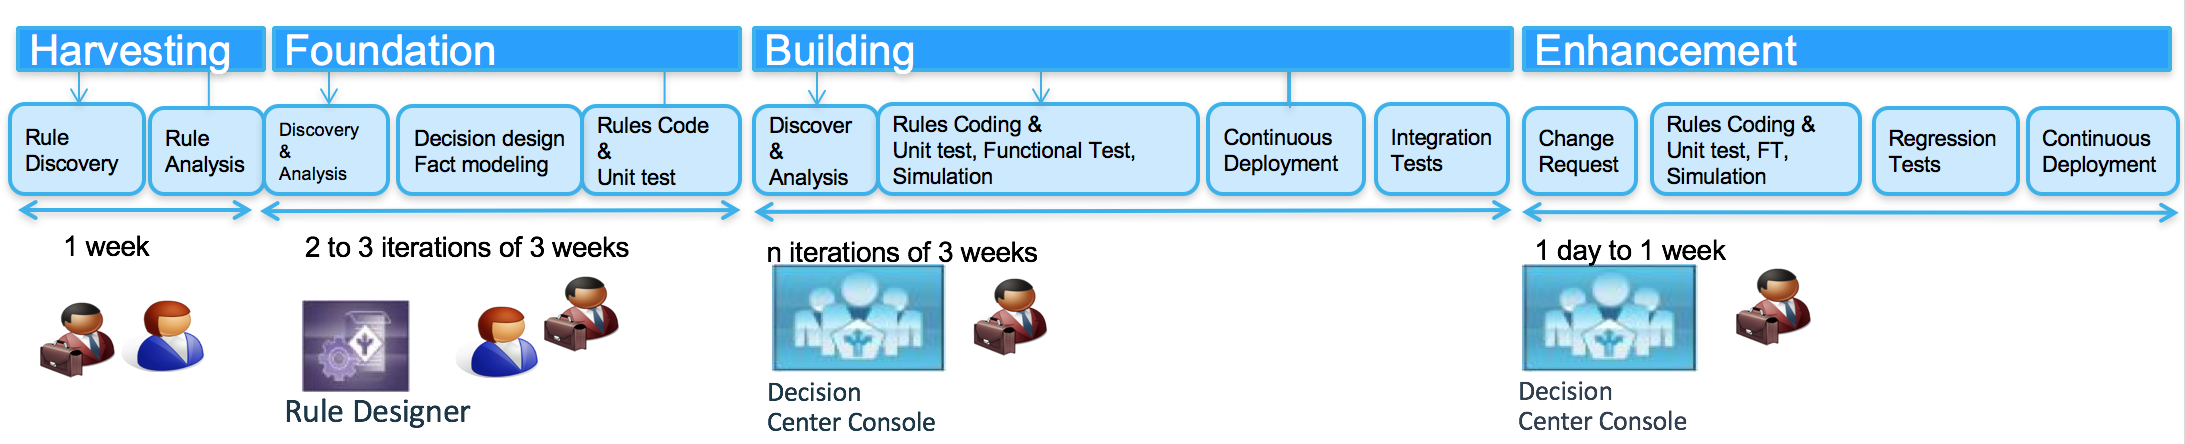 Harvesting
Foundation
Building
Enhancement
Rule
Discovery
Rule
Analysis
Discovery
&
Analysis
Decision design
Fact modeling
Rules Code
&
Unit test
Discover
&
Analysis
Rules Coding &
Unit test, Functional Test,
Simulation
Continuous
Deployment
Integration
Tests
Change
Request
Rules Coding &
Unit test, FT,
Simulation
Regression
Tests
Continuous
Deployment
1 week
2 to 3 iterations of 3 weeks
n iterations of 3 weeks
1 day to 1 week
Rule Designer
Decision
Center Console
Decision
Center Console